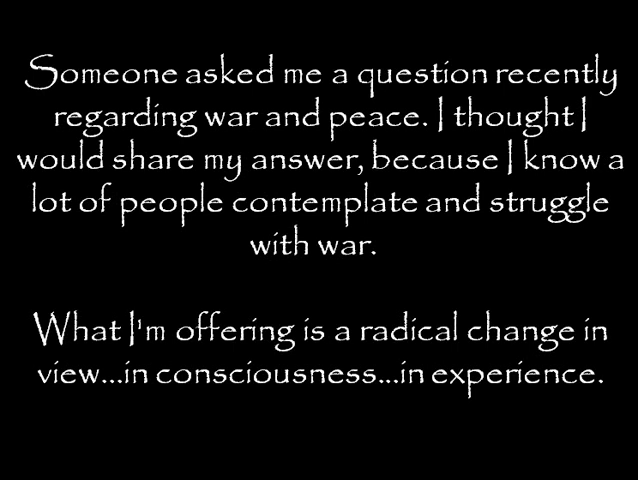 Someone asked me a question recently
regarding war and peace. I thought I
would share my answer, because I know a
lot of people contemplate and struggle
with war.
What I'm offering is a radical change in
view...in consciousness...in experience.